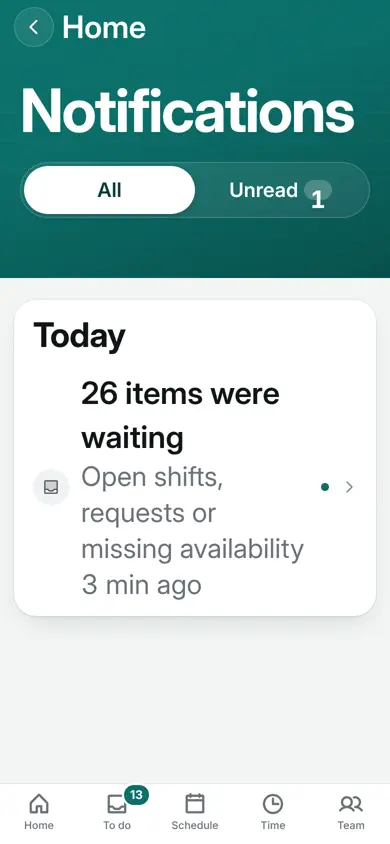 Home
Notifications
All
Unread 1
Today
26 items were
waiting
Open shifts,
requests or
missing availability
3 min ago
13
Home
To do
Schedule
Time
Team